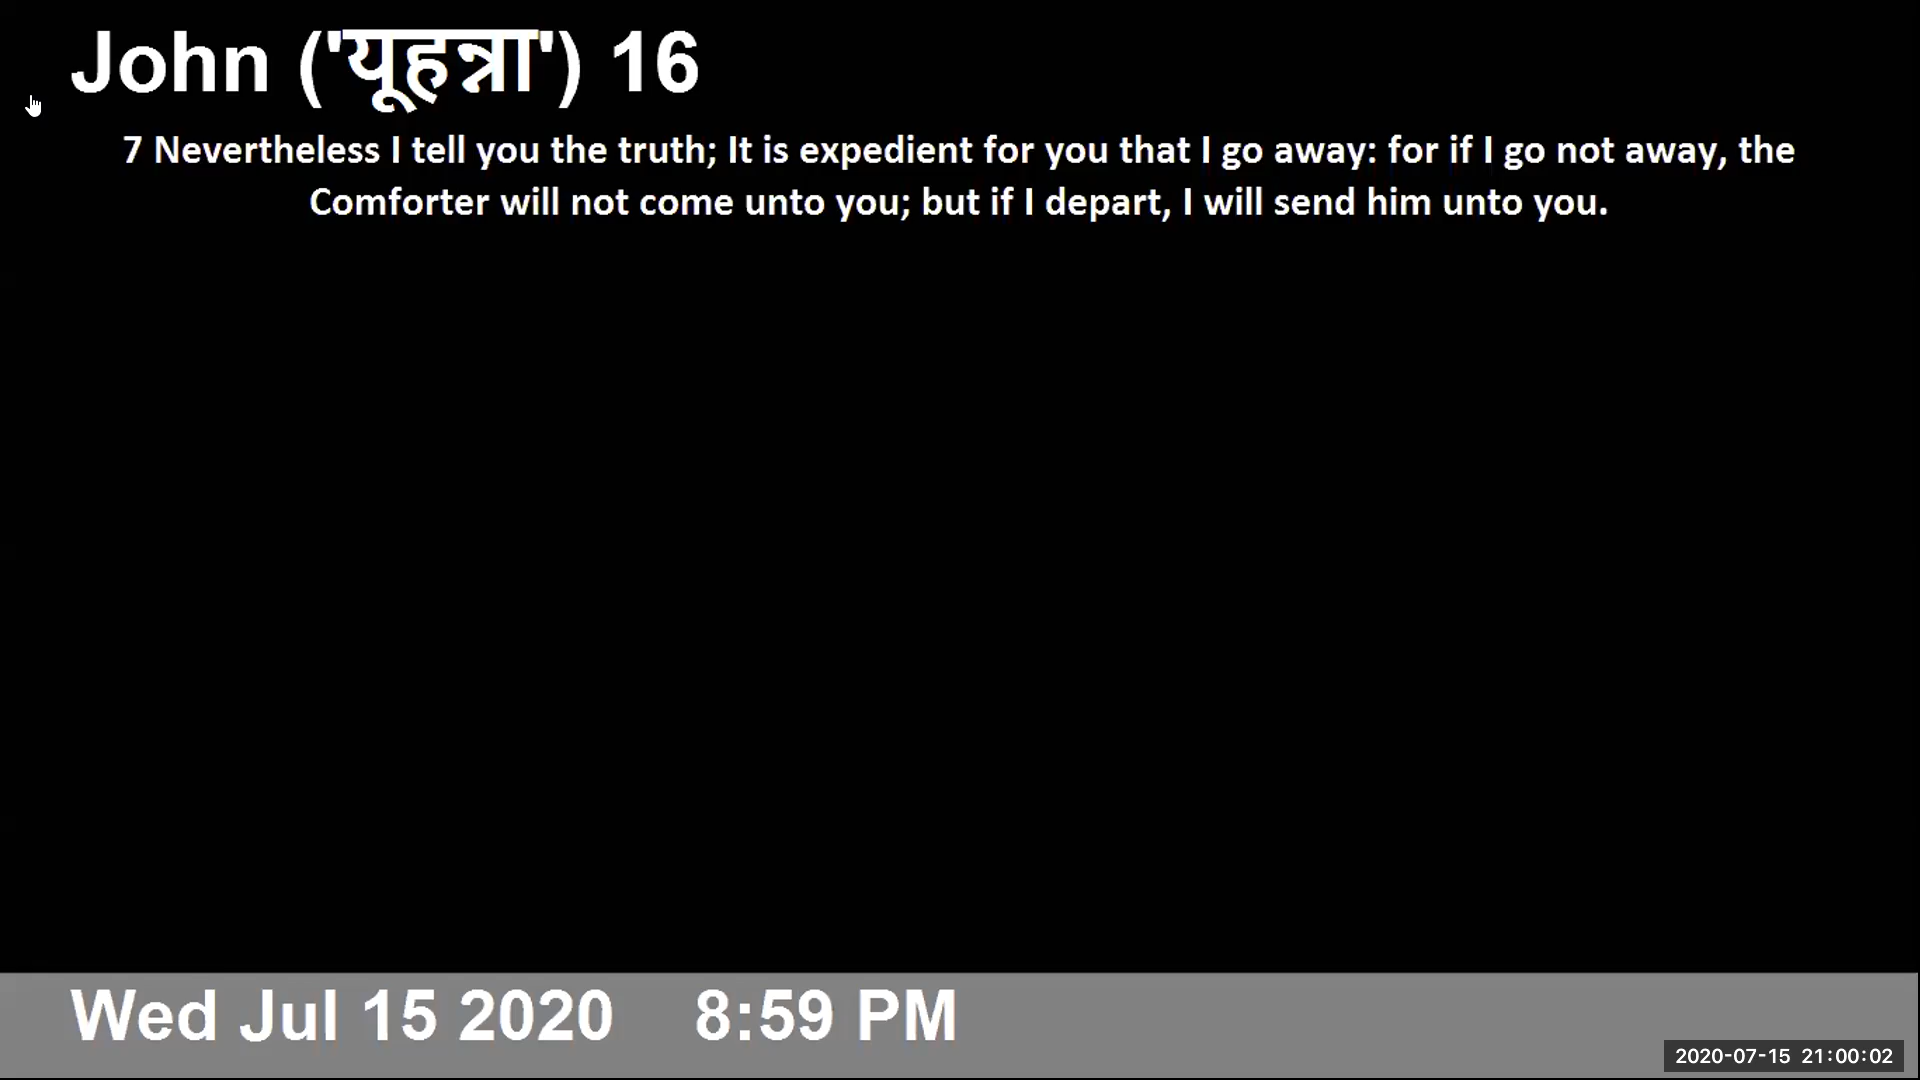 John ('यूहन्ना') 16
7 Nevertheless I tell you the truth; It is expedient for you that I go away: for if I go not away, the
Comforter will not come unto you; but if I depart, I will send him unto you.
Wed Jul 15 2020 8:59 PM
2020-07-15 21:00:02